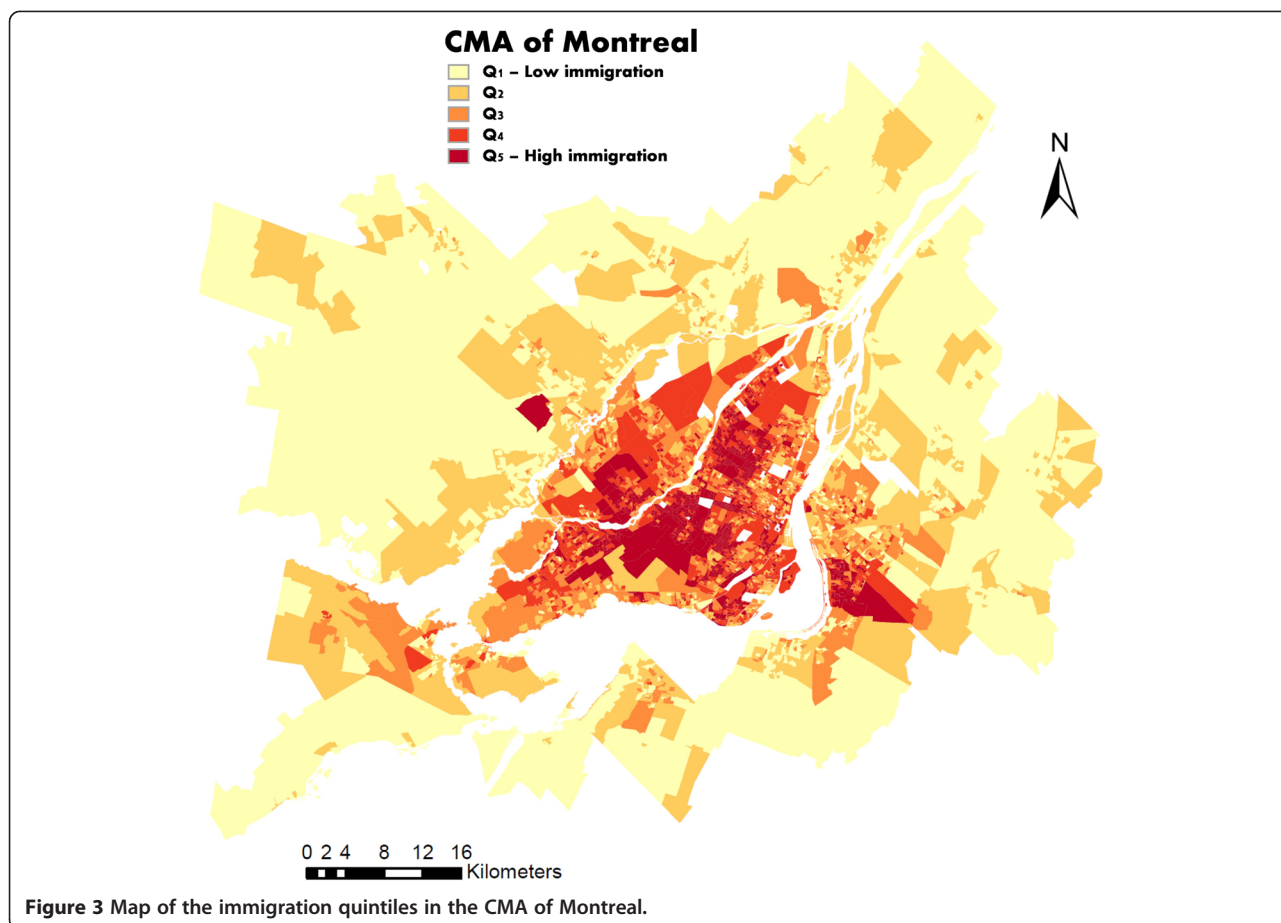 CMA of Montreal
Q1 – Low immigration
Q2
Q3
Q4
Q5 – High immigration
N
0 2 4 8 12 16
Kilometers
Figure 3 Map of the immigration quintiles in the CMA of Montreal.